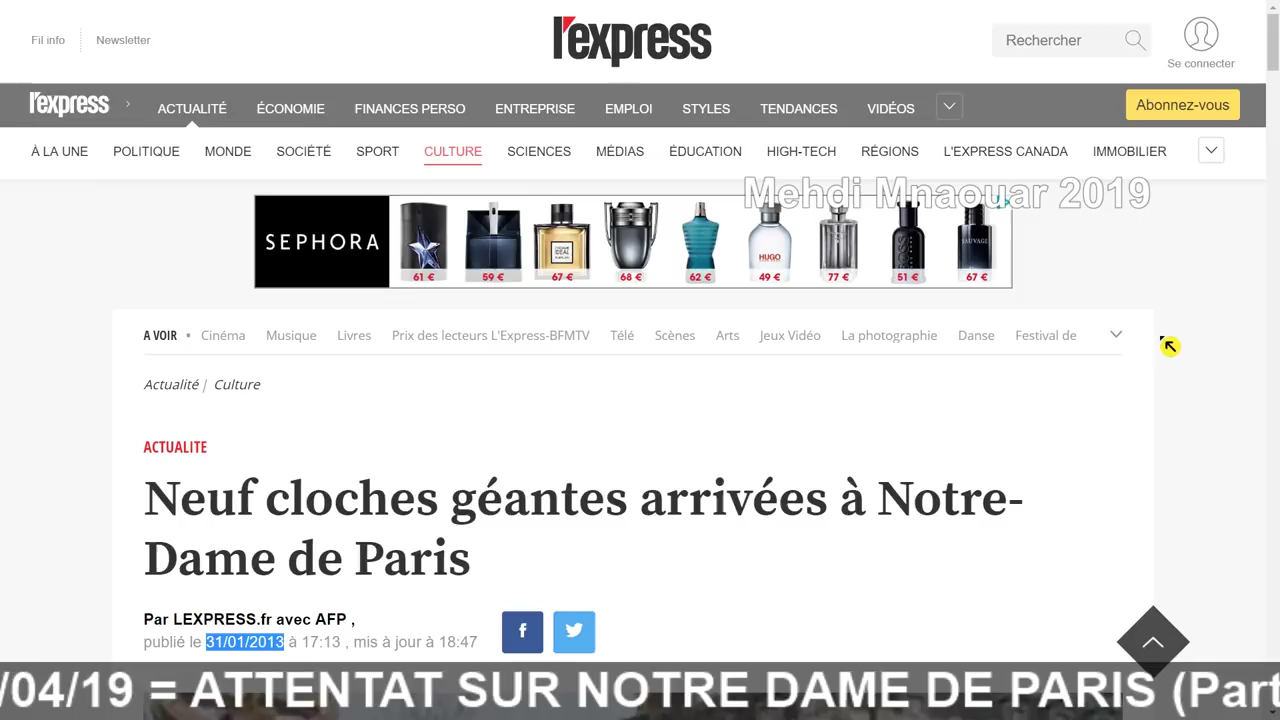 l'express
Fil info Newsletter
Rechercher
Se connecter
l'express ACTUALITÉ ÉCONOMIE FINANCES PERSO ENTREPRISE EMPLOI STYLES TENDANCES VIDÉOS Abonnez-vous
À LA UNE POLITIQUE MONDE SOCIÉTÉ SPORT CULTURE SCIENCES MÉDIAS ÉDUCATION HIGH-TECH RÉGIONS L'EXPRESS CANADA IMMOBILIER
Mehdi Mnaouar 2019
SEPHORA
HUGO BOSS SAUVAGE
61 € 59 € 67 € 68 € 62 € 49 € 77 € 51 € 67 €
A VOIR • Cinéma Musique Livres Prix des lecteurs L'Express-BFMTV Télé Scènes Arts Jeux Vidéo La photographie Danse Festival de
Actualité | Culture
ACTUALITE
Neuf cloches géantes arrivées à Notre-
Dame de Paris
Par LEXPRESS.fr avec AFP ,
publié le 31/01/2013 à 17:13 , mis à jour à 18:47
/04/19 = ATTENTAT SUR NOTRE DAME DE PARIS (Part